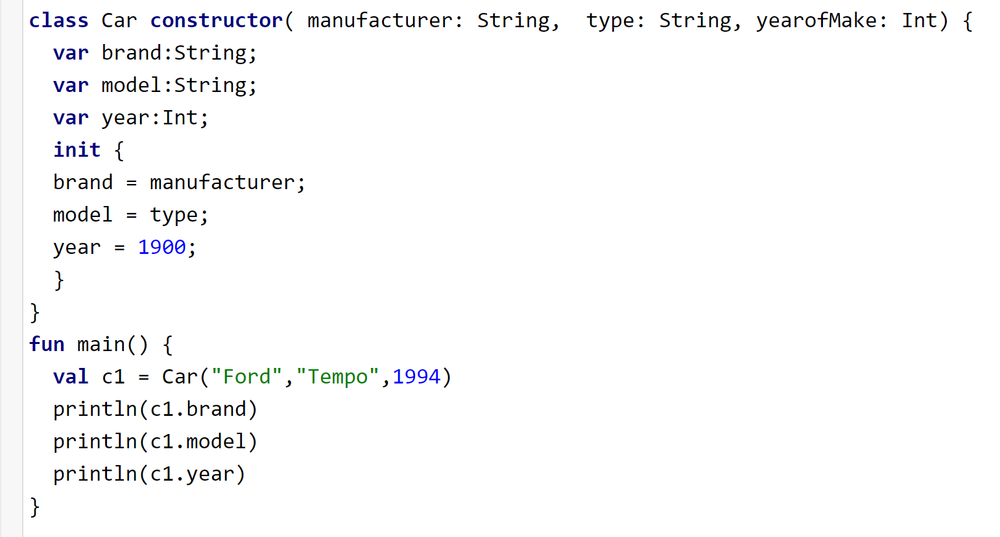 class Car constructor( manufacturer: String,  type: String, yearofMake: Int) {
  var brand:String;
  var model:String;
  var year:Int;
  init {
  brand = manufacturer;
  model = type;
  year = 1900;
  }
}
fun main() {
  val c1 = Car("Ford","Tempo",1994)
  println(c1.brand)
  println(c1.model)
  println(c1.year)
}